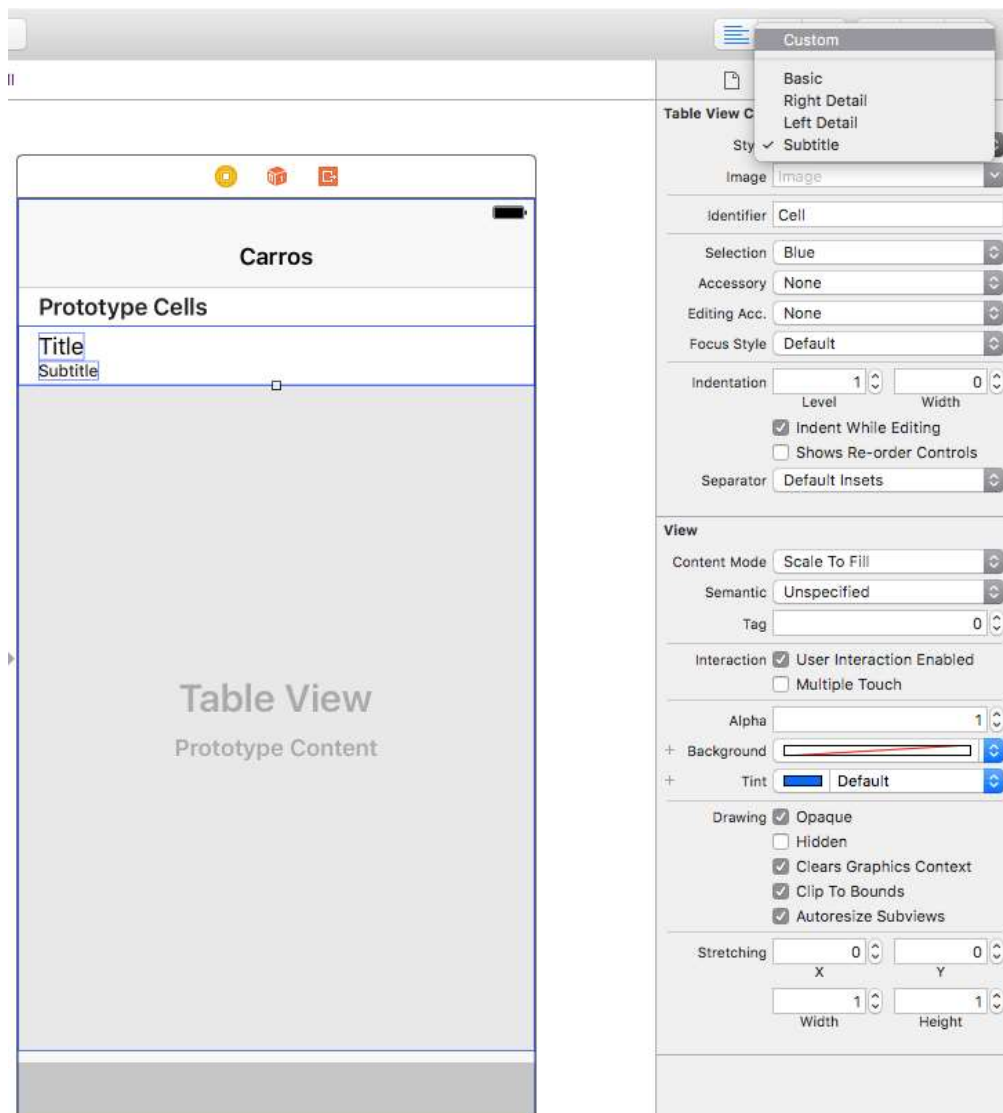 ll
Custom
Basic
Right Detail
Left Detail
Subtitle
Table View C
Sty
Image Image
Identifier Cell
Selection Blue
Accessory None
Editing Acc. None
Focus Style Default
Indentation 1 0
Level Width
Indent While Editing
Shows Re-order Controls
Separator Default Insets
View
Content Mode Scale To Fill
Semantic Unspecified
Tag 0
Interaction User Interaction Enabled
Multiple Touch
Alpha 1
+ Background
+ Tint Default
Drawing Opaque
Hidden
Clears Graphics Context
Clip To Bounds
Autoresize Subviews
Stretching 0 0
X Y
1 1
Width Height
Carros
Prototype Cells
Title
Subtitle
Table View
Prototype Content